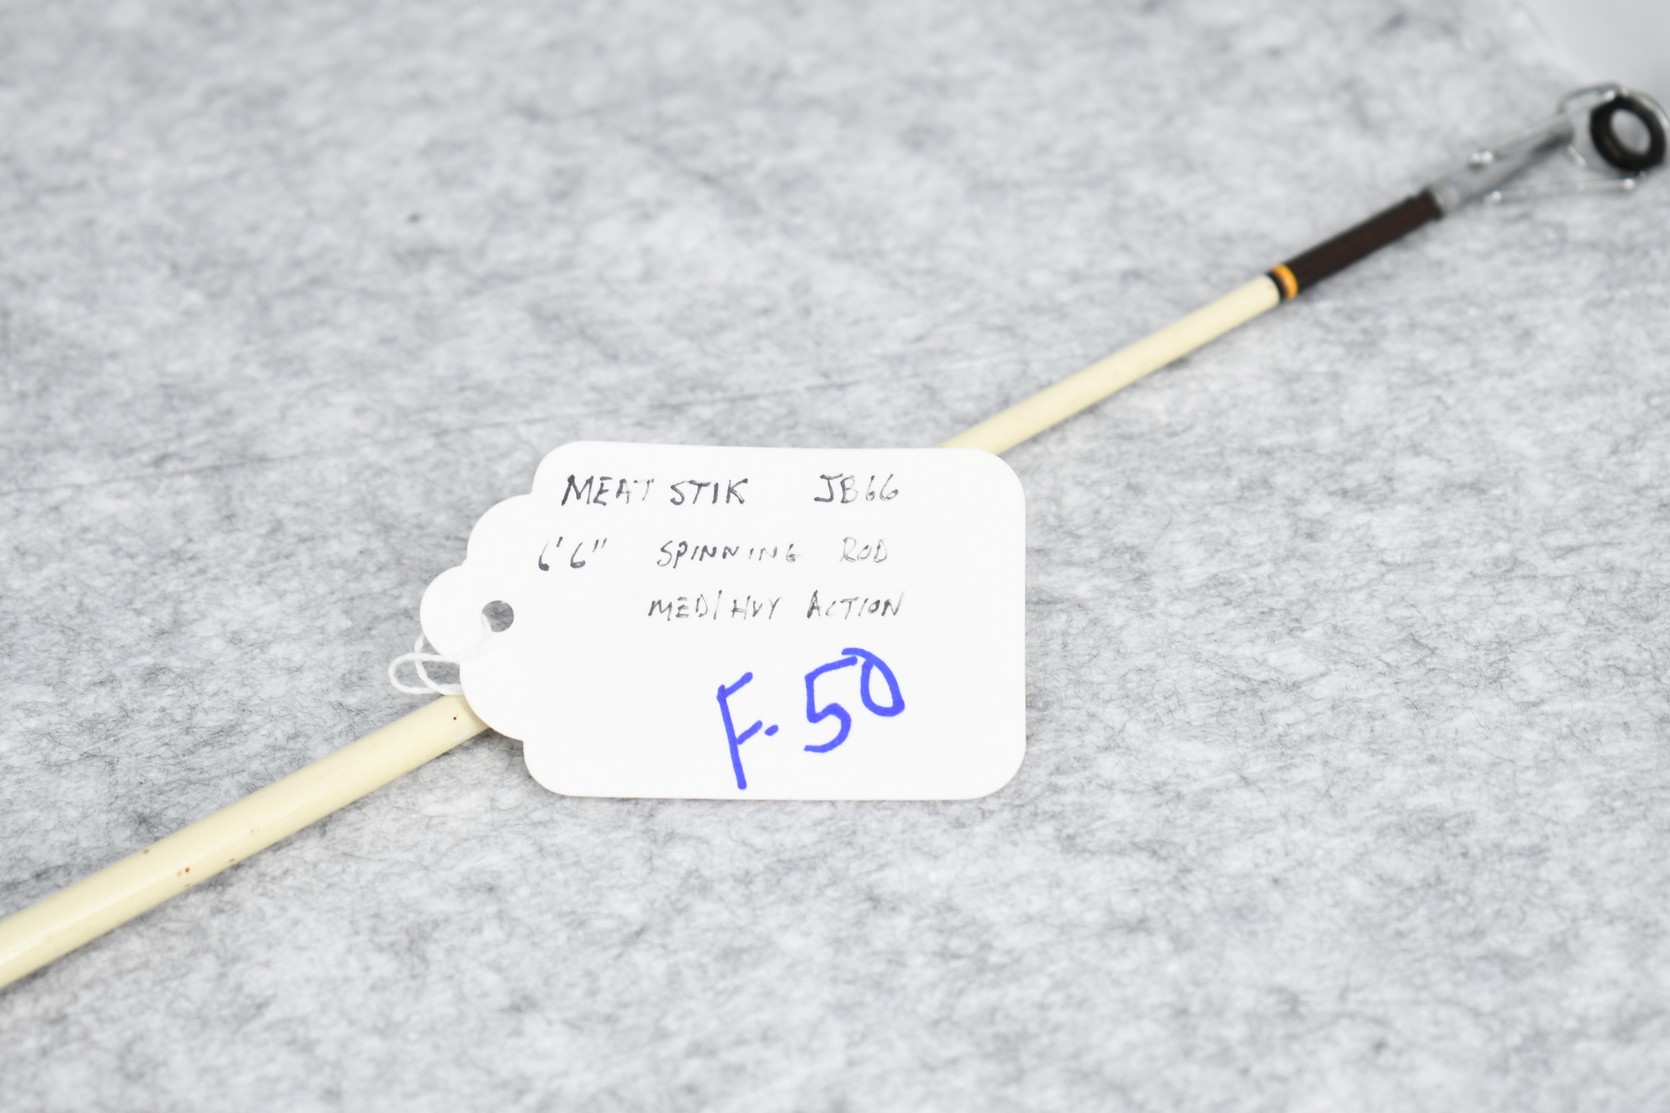 MEAT STIK JB66
6'6" SPINNING ROD
MED/HVY ACTION
F.50